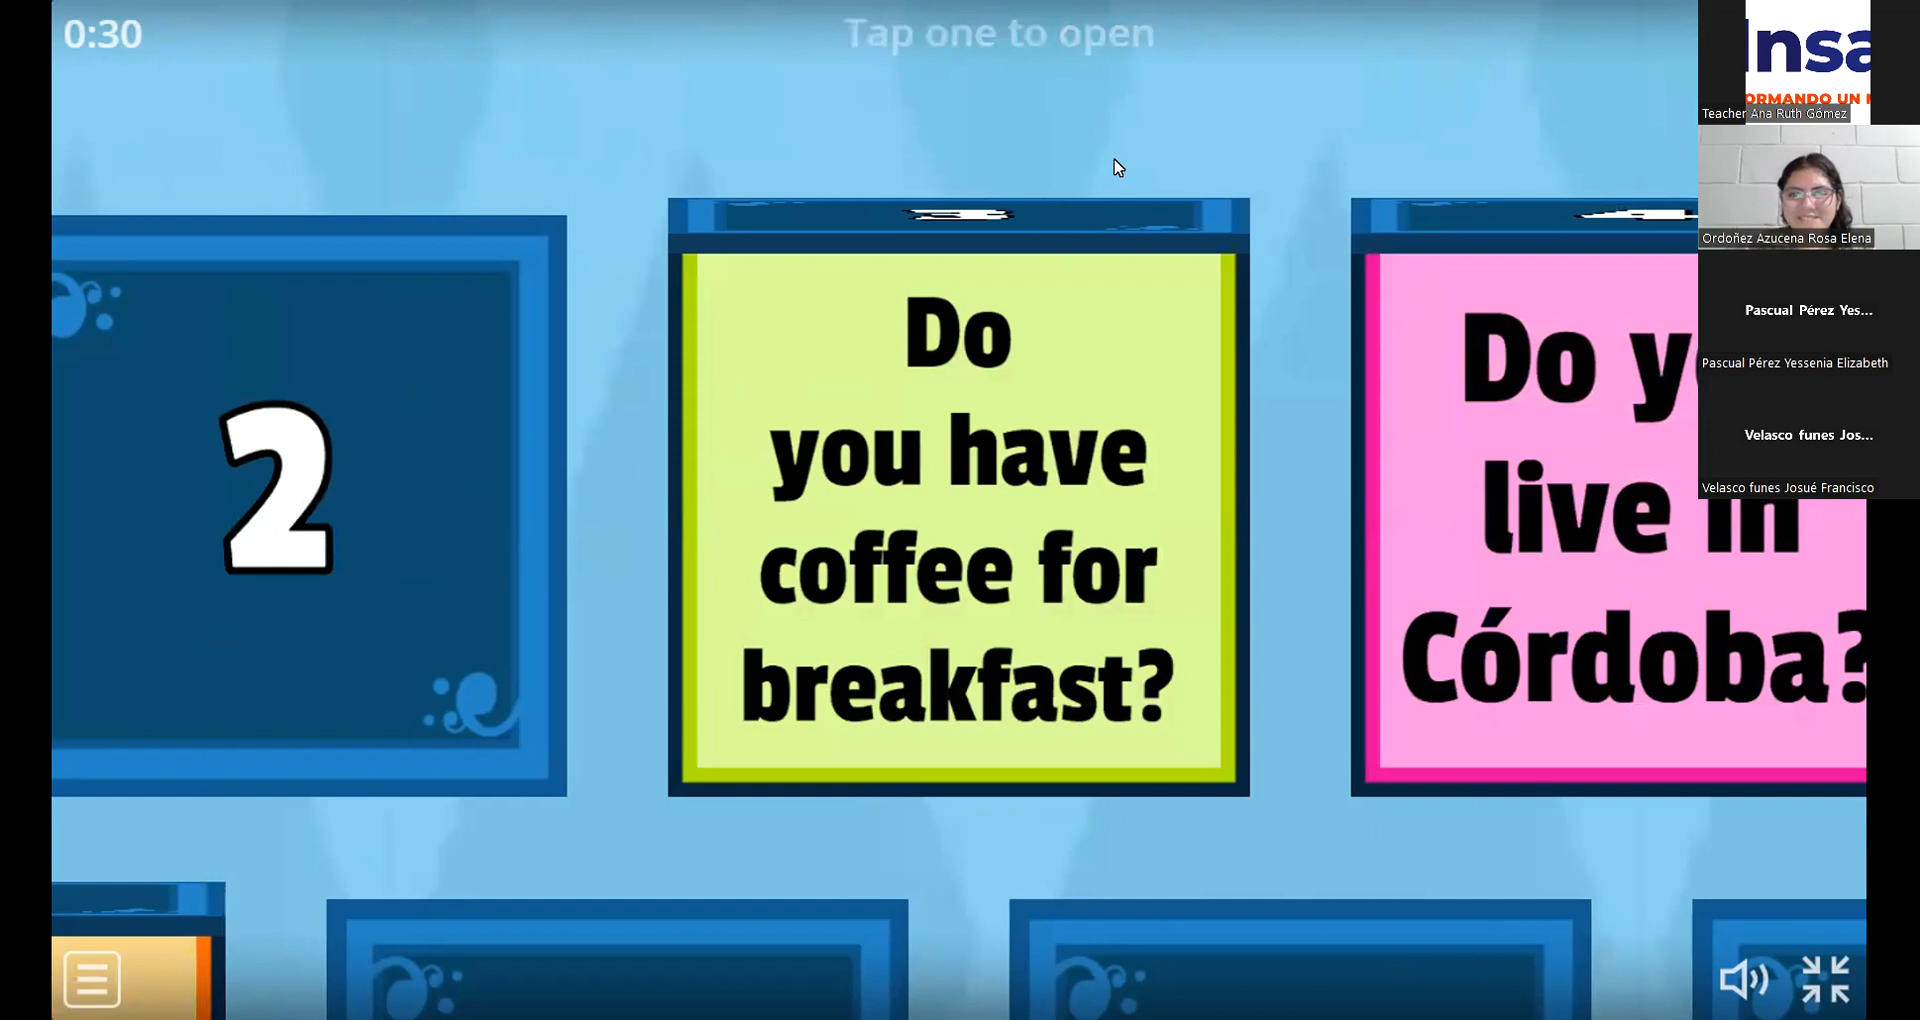 0:30
Tap one to open
2
Do
you have
coffee for
breakfast?
Do
live in
Córdoba?
Insa
ORMANDO UN
Teacher Ana Ruth Gómez
Ordoñez Azucena Rosa Elena
Pascual Pérez Yes...
Pascual Pérez Yessenia Elizabeth
Velasco funes Jos...
Velasco funes Josué Francisco